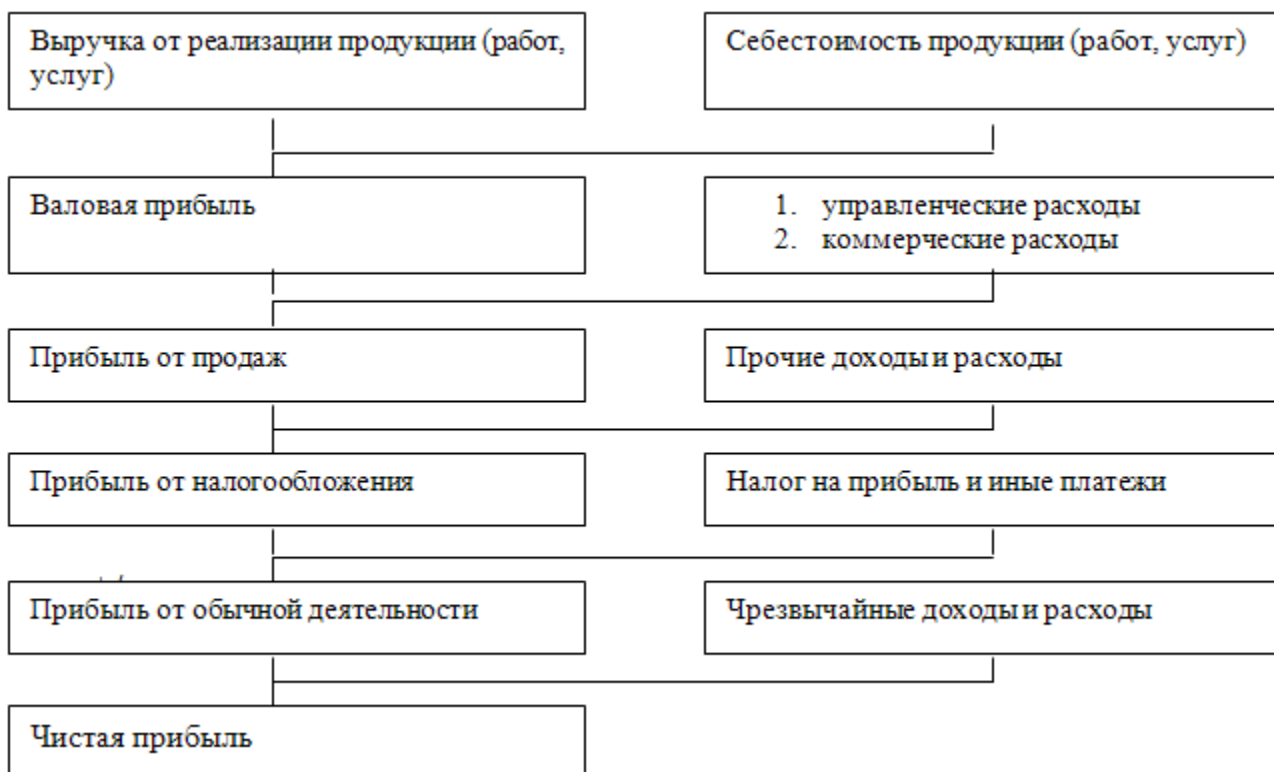 Выручка от реализации продукции (работ,
услуг)
Себестоимость продукции (работ, услуг)
Валовая прибыль
1. управленческие расходы
2. коммерческие расходы
Прибыль от продаж
Прочие доходы и расходы
Прибыль от налогообложения
Налог на прибыль и иные платежи
Прибыль от обычной деятельности
Чрезвычайные доходы и расходы
Чистая прибыль